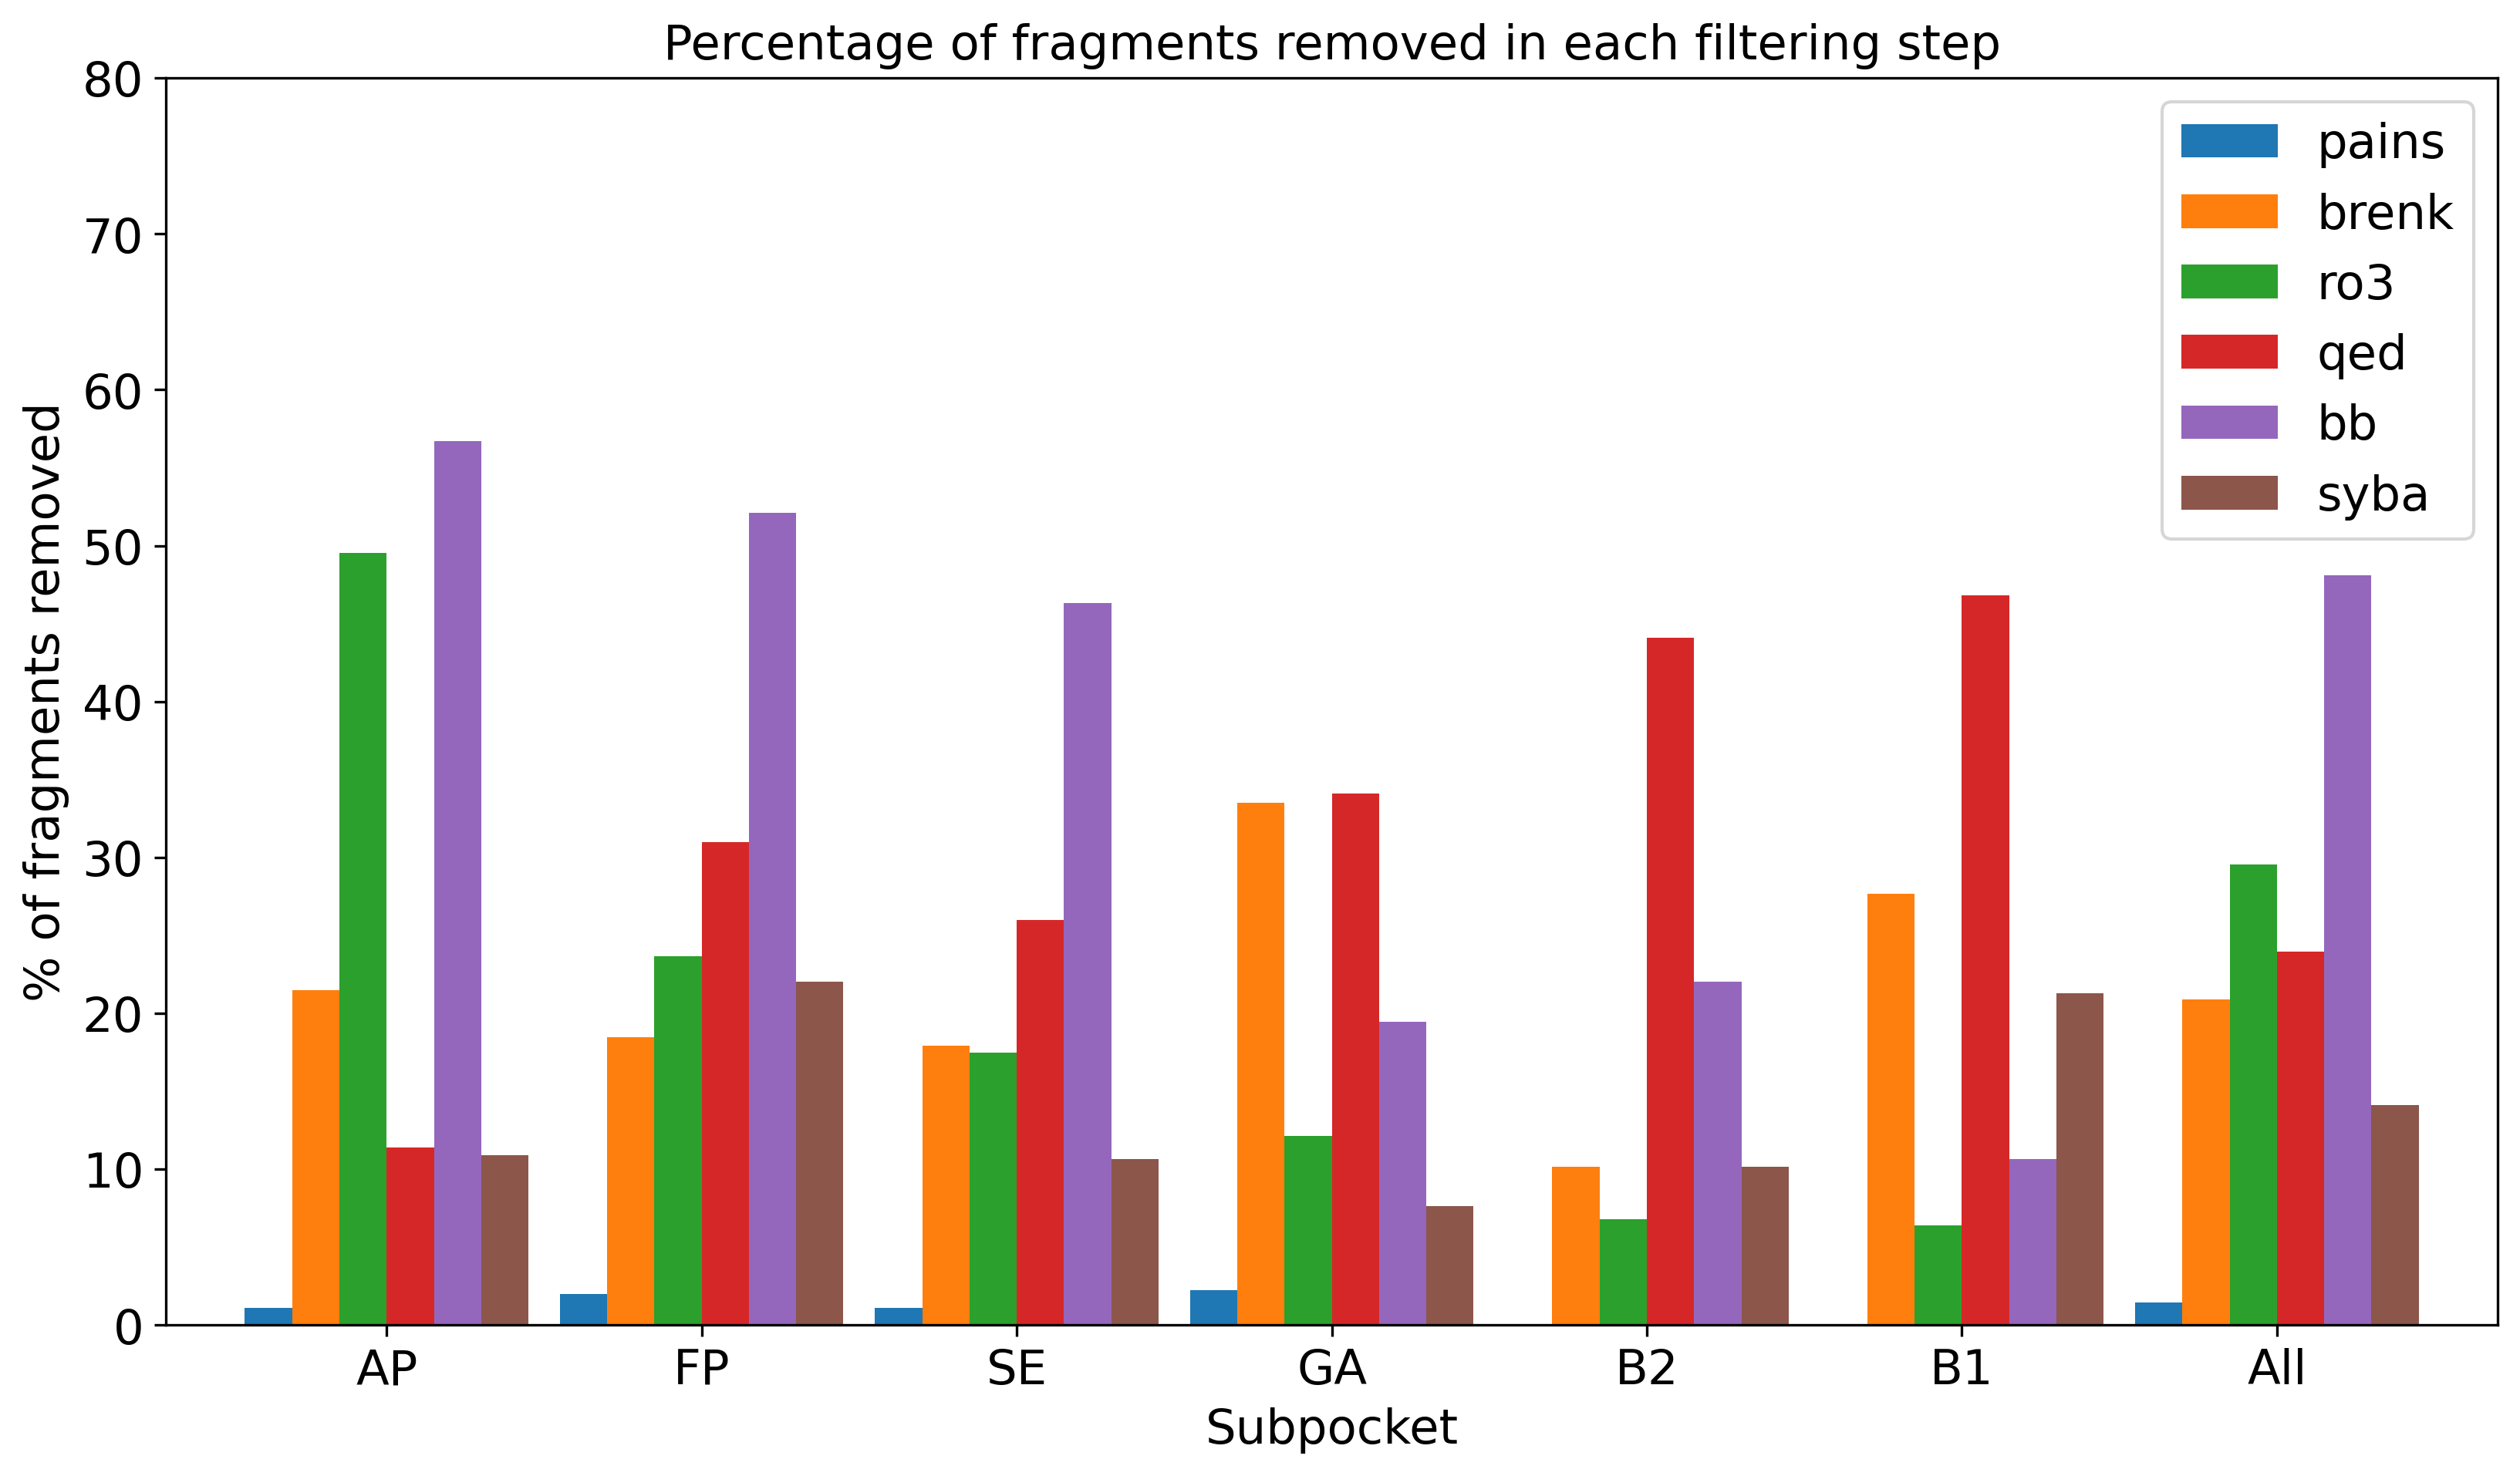 Percentage of fragments removed in each filtering step
80
70
60
50
40
30
20
10
0
% of fragments removed
pains
brenk
ro3
qed
bb
syba
AP FP SE GA B2 B1 All
Subpocket